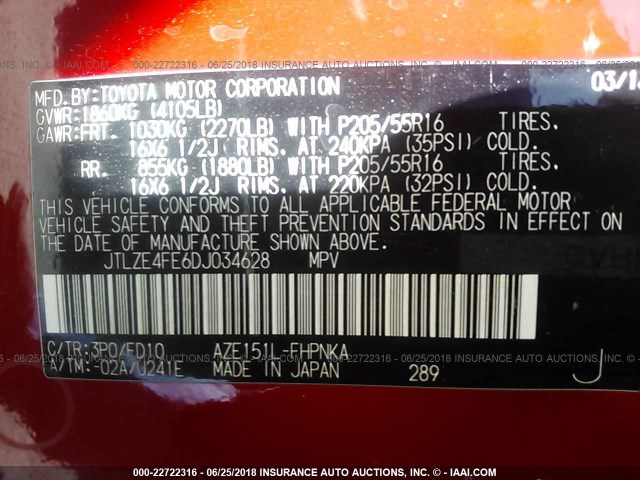 000-22722316 - 06/25/2018 INSURANCE AUTO AUCTIONS, INC. © - IAAI.COM
MFD.BY:TOYOTA MOTOR CORPORATION 03/1
GVWR:1860KG (4105LB)
GAWR:FRT. 1030KG (2270LB) WITH P205/55R16 TIRES.
16X6 1/2J RIMS. AT 240KPA (35PSI) COLD.
RR. 855KG (1880LB) WITH P205/55R16 TIRES.
16X6 1/2J RIMS. AT 220KPA (32PSI) COLD.
THIS VEHICLE CONFORMS TO ALL APPLICABLE FEDERAL MOTOR
VEHICLE SAFETY AND THEFT PREVENTION STANDARDS IN EFFECT ON
THE DATE OF MANUFACTURE SHOWN ABOVE.
JTLZE4FE6DJ034628 MPV
C/TR:3P0/FD10 AZE151L-FHPNKA
A/TM:-02A/U241E MADE IN JAPAN 289 J
000-22722316 - 06/25/2018 INSURANCE AUTO AUCTIONS, INC. © - IAAI.COM